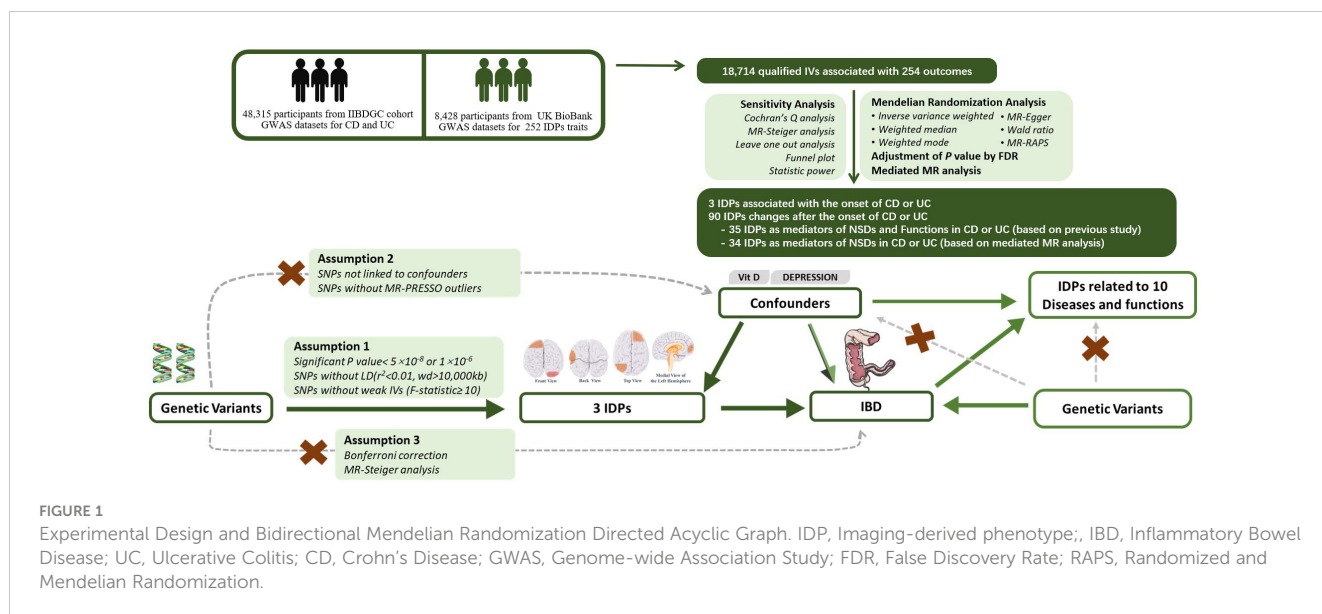 48,315 participants from IIBDGC cohort
GWAS datasets for CD and UC
8,428 participants from UK BioBank
GWAS datasets for 252 IDPs traits
18,714 qualified IVs associated with 254 outcomes
Sensitivity Analysis
Cochran's Q analysis
MR-Steiger analysis
Leave one out analysis
Funnel plot
Statistic power
Mendelian Randomization Analysis
• Inverse variance weighted
• Weighted median
• Weighted mode
• MR-Egger
• Wald ratio
• MR-RAPS
Adjustment of P value by FDR
Mediated MR analysis
3 IDPs associated with the onset of CD or UC
90 IDPs changes after the onset of CD or UC
- 35 IDPs as mediators of NSDs and Functions in CD or UC (based on previous study)
- 34 IDPs as mediators of NSDs in CD or UC (based on mediated MR analysis)
Assumption 2
SNPs not linked to confounders
SNPs without MR-PRESSO outliers
Vit D
DEPRESSION
Confounders
IDPs related to 10
Diseases and functions
Assumption 1
Significant P value< 5 ×10⁻⁸ or 1 ×10⁻⁶
SNPs without LD(r²<0.01, wd>10,000kb)
SNPs without weak IVs (F-statistic≥ 10)
Front View
Back View
Top View
Medial View of
the Left Hemisphere
Genetic Variants
3 IDPs
IBD
Genetic Variants
Assumption 3
Bonferroni correction
MR-Steiger analysis
FIGURE 1
Experimental Design and Bidirectional Mendelian Randomization Directed Acyclic Graph. IDP, Imaging-derived phenotype;, IBD, Inflammatory Bowel
Disease; UC, Ulcerative Colitis; CD, Crohn's Disease; GWAS, Genome-wide Association Study; FDR, False Discovery Rate; RAPS, Randomized and
Mendelian Randomization.